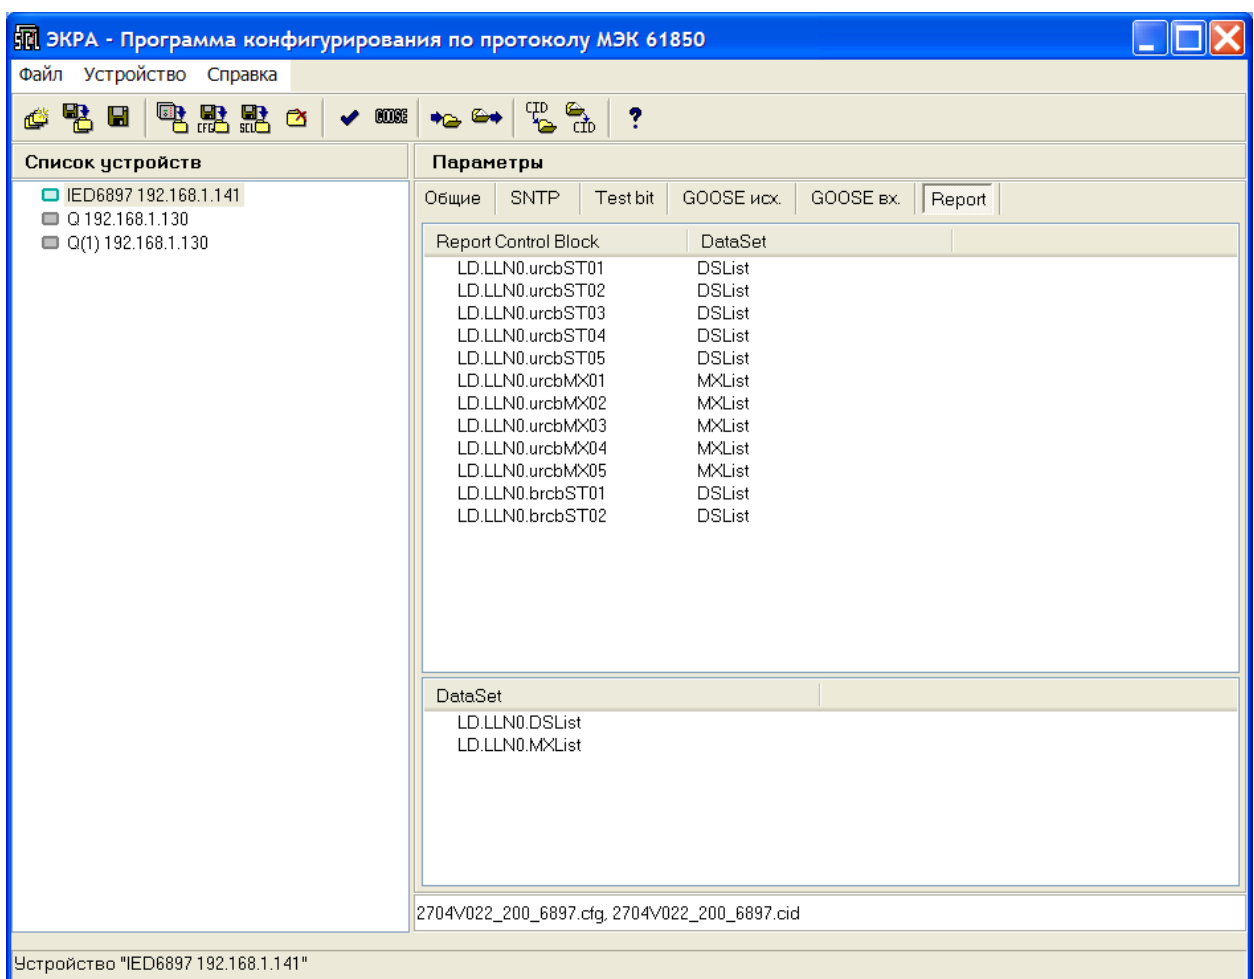 ЭКРА - Программа конфигурирования по протоколу МЭК 61850
Файл Устройство Справка
CFG SCL GOOSE CID CID ?
Список устройств
Параметры
IED6897 192.168.1.141
Q 192.168.1.130
Q(1) 192.168.1.130
Общие SNTP Test bit GOOSE исх. GOOSE вх. Report
Report Control Block DataSet
LD.LLN0.urcbST01 DSList
LD.LLN0.urcbST02 DSList
LD.LLN0.urcbST03 DSList
LD.LLN0.urcbST04 DSList
LD.LLN0.urcbST05 DSList
LD.LLN0.urcbMX01 MXList
LD.LLN0.urcbMX02 MXList
LD.LLN0.urcbMX03 MXList
LD.LLN0.urcbMX04 MXList
LD.LLN0.urcbMX05 MXList
LD.LLN0.brcbST01 DSList
LD.LLN0.brcbST02 DSList
DataSet
LD.LLN0.DSList
LD.LLN0.MXList
2704V022_200_6897.cfg, 2704V022_200_6897.cid
Устройство "IED6897 192.168.1.141"